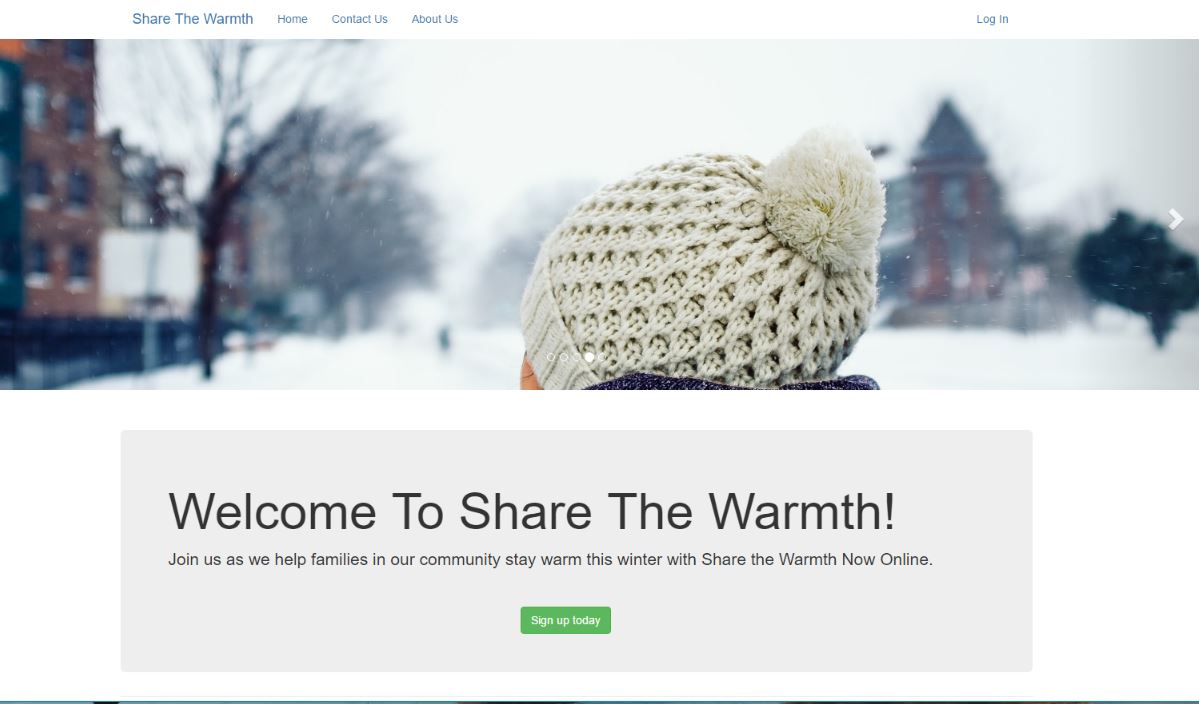 Share The Warmth Home Contact Us About Us Log In
Welcome To Share The Warmth!
Join us as we help families in our community stay warm this winter with Share the Warmth Now Online.
Sign up today